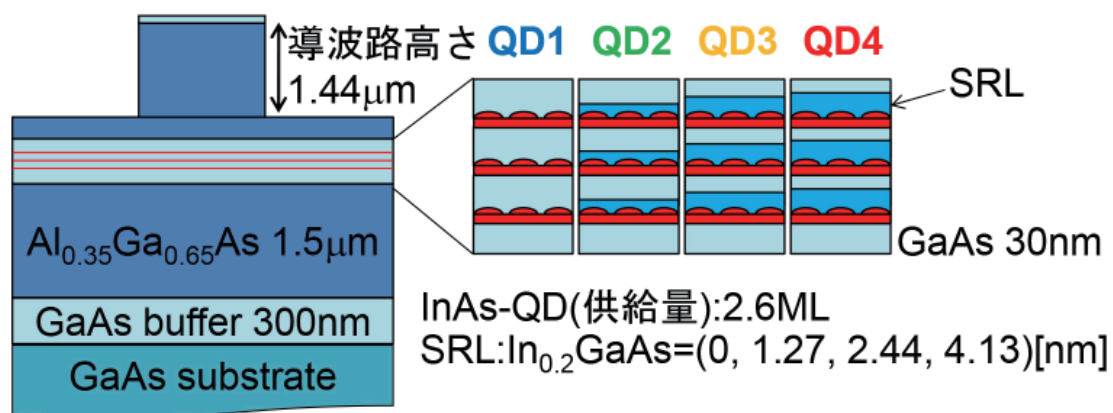 導波路高さ
1.44μm
QD1 QD2 QD3 QD4
SRL
Al0.35Ga0.65As 1.5μm
GaAs 30nm
GaAs buffer 300nm
GaAs substrate
InAs-QD(供給量):2.6ML
SRL:In0.2GaAs=(0, 1.27, 2.44, 4.13)[nm]